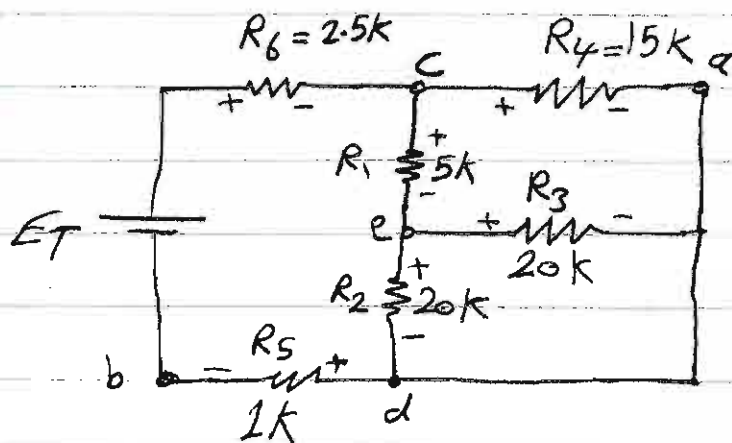 R6 = 2.5k
R4 = 15k a
C
+ - + -
R1 + 5k -
R3
ET
e + -
20k
R2 + 20k -
b - R5 + d
1k